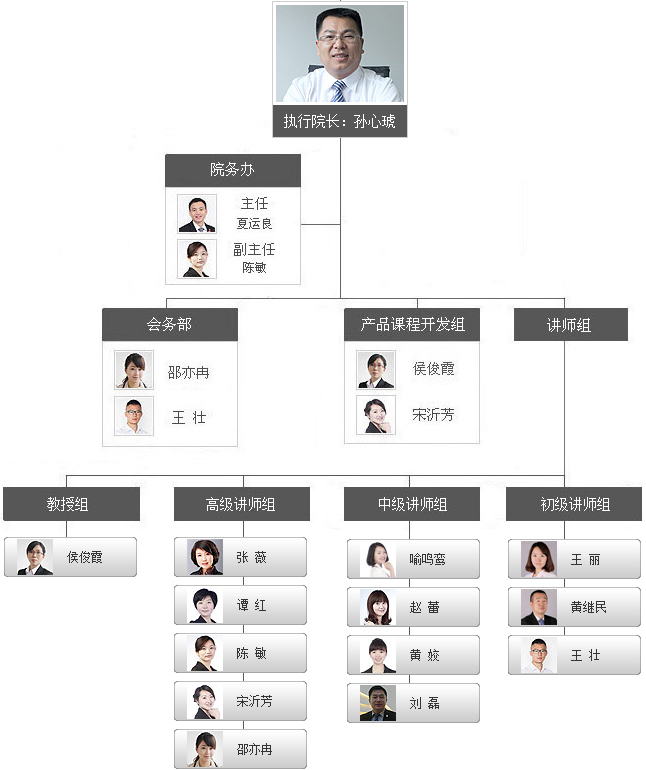 执行院长：孙心琥
院务办
主任
夏运良
副主任
陈敏
会务部
邵亦冉
王 壮
产品课程开发组
侯俊霞
宋沂芳
讲师组
教授组
侯俊霞
高级讲师组
张 薇
谭 红
陈 敏
宋沂芳
邵亦冉
中级讲师组
喻鸣鸾
赵 蕾
黄 姣
刘 磊
初级讲师组
王 丽
黄继民
王 壮